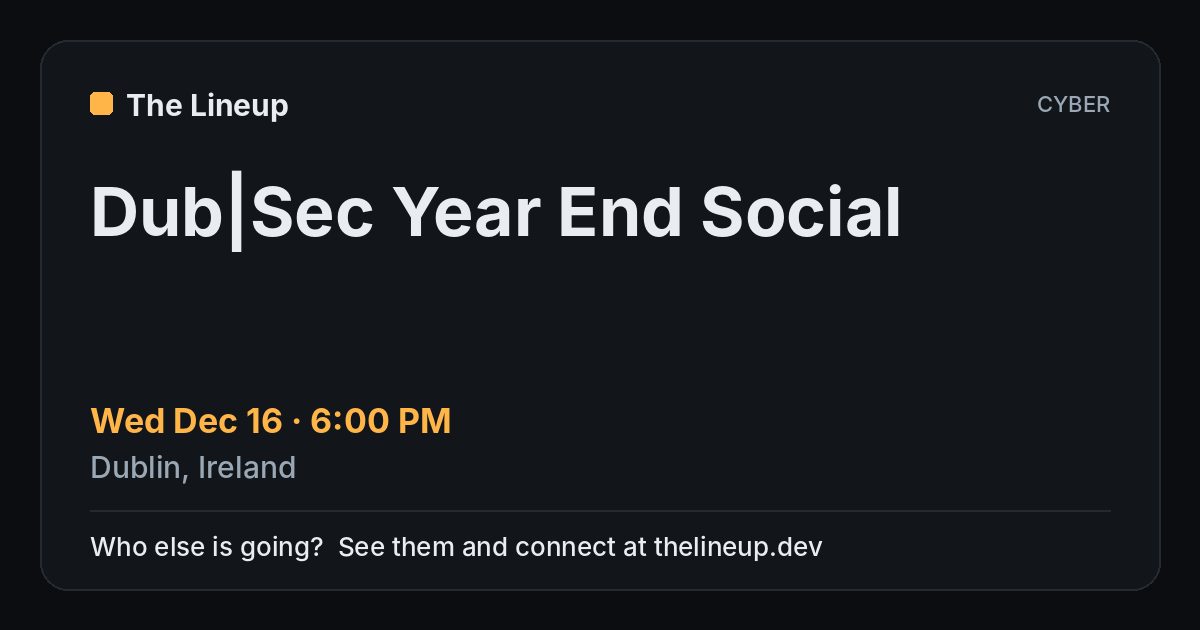 The Lineup
CYBER
Dub|Sec Year End Social
Wed Dec 16 · 6:00 PM
Dublin, Ireland
Who else is going? See them and connect at thelineup.dev